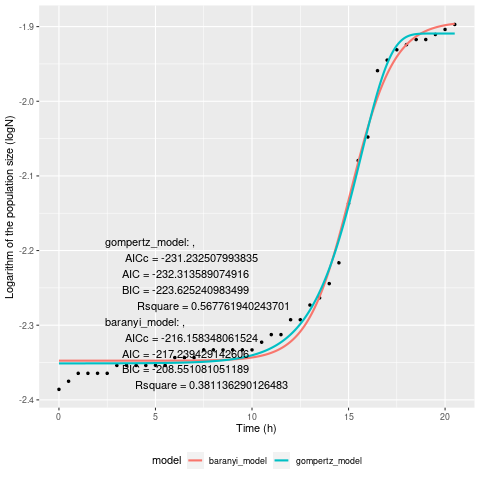 Logarithm of the population size (logN)
-1.9
-2.0
-2.1
-2.2
-2.3
-2.4
gompertz_model: ,
AICc = -231.232507993835
AIC = -232.313589074916
BIC = -223.625240983499
Rsquare = 0.567761940243701
baranyi_model: ,
AICc = -216.158348061524
AIC = -217.239429142606
BIC = -208.551081051189
Rsquare = 0.381136290126483
0 5 10 15 20
Time (h)
model baranyi_model gompertz_model